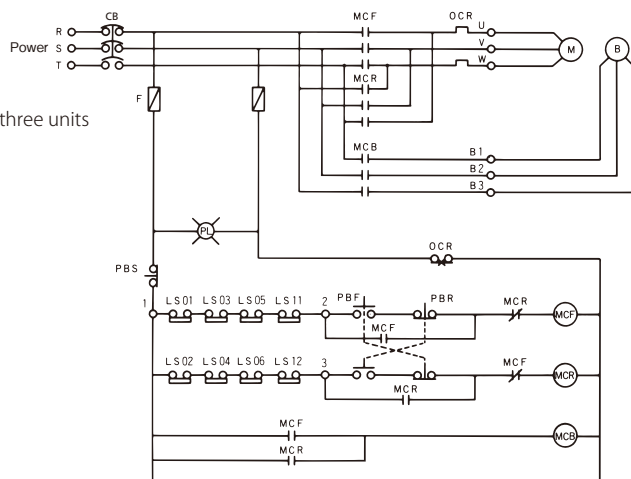 CB
MCF
OCR
R
U
Power S
V
M
B
T
W
MCR
F
three units
MCB
B1
B2
B3
PL
OCR
PBS
1
LS01 LS03 LS05 LS11 2 PBF PBR MCR
MCF
MCF
LS02 LS04 LS06 LS12 3 MCF
MCR
MCR
MCF
MCB
MCR